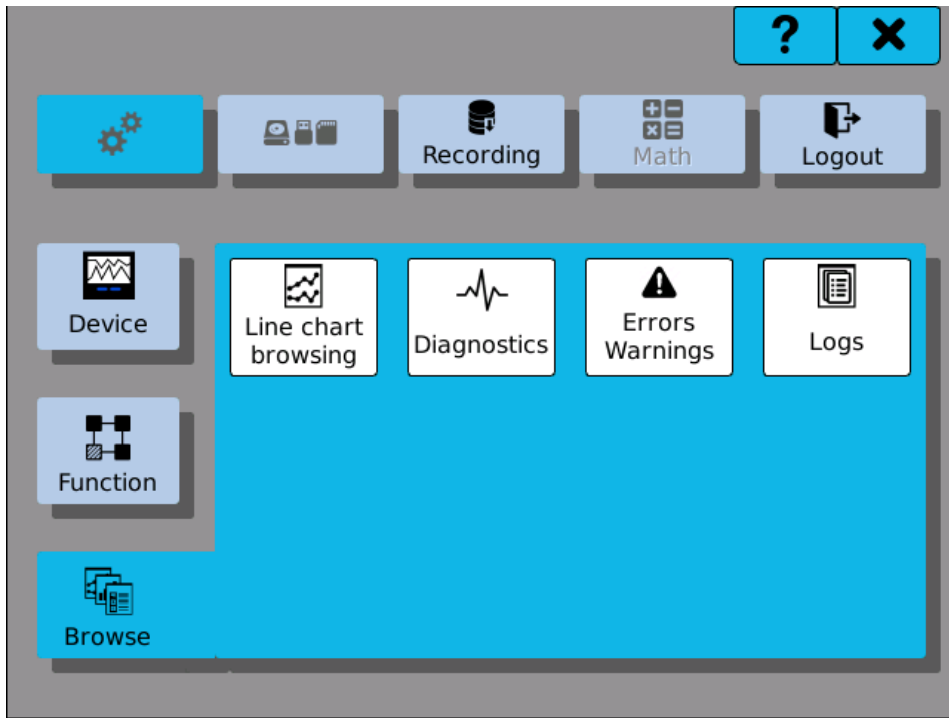 ?
Recording
Math
Logout
Device
Line chart
browsing
Diagnostics
Errors
Warnings
Logs
Function
Browse